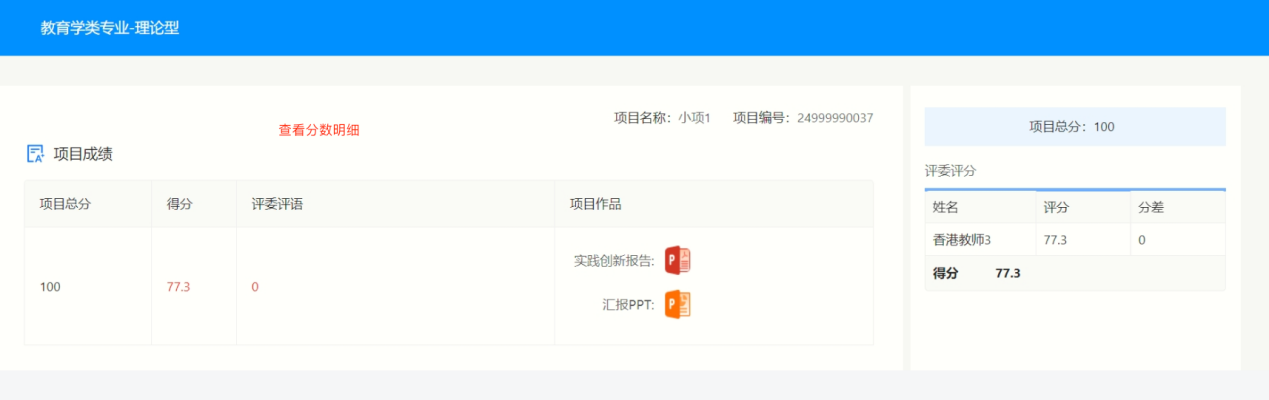 教育学类专业-理论型
项目名称：小项1 项目编号：24999990037
查看分数明细
项目成绩
项目总分 得分 评委评语 项目作品
100 77.3 0
实践创新报告:
汇报PPT:
项目总分：100
评委评分
姓名 评分 分差
香港教师3 77.3 0
得分 77.3